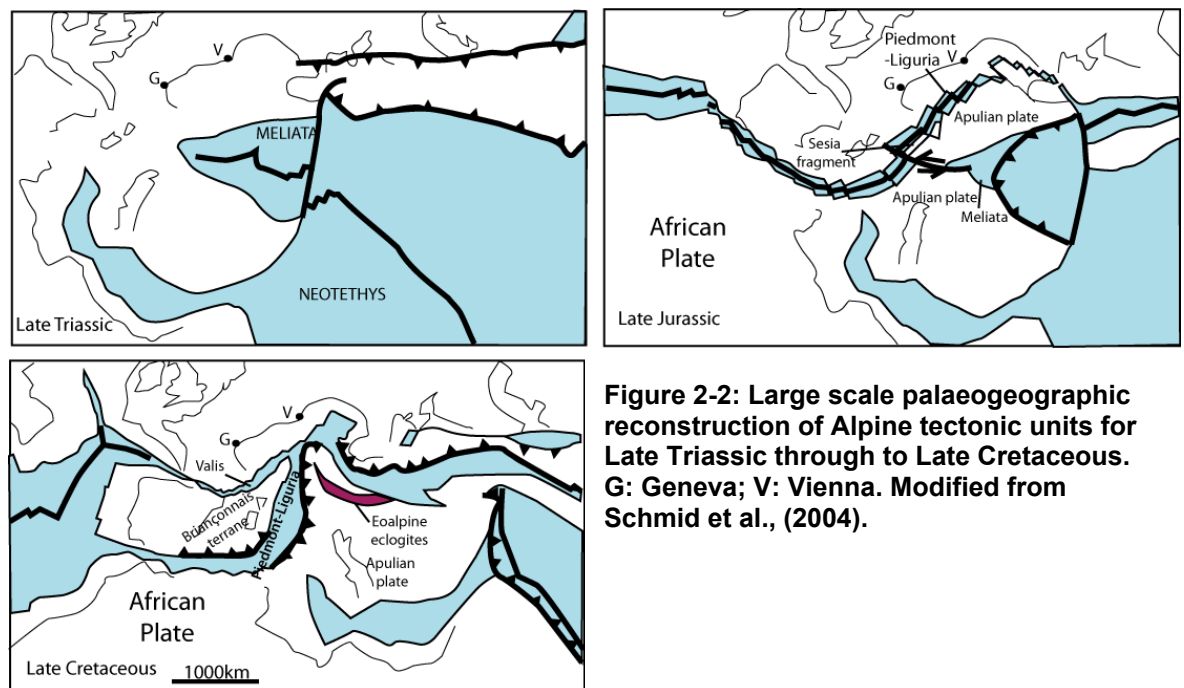 V
G
MELIATA
NEOTETHYS
Late Triassic
Piedmont
-Liguria
V
G
Apulian plate
Sesia
fragment
Apulian plate
Meliata
African
Plate
Late Jurassic
V
G
Valis
Briançonnais
terrane
Piedmont-Liguria
Eoalpine
eclogites
Apulian
plate
African
Plate
Late Cretaceous
1000km
Figure 2-2: Large scale palaeogeographic
reconstruction of Alpine tectonic units for
Late Triassic through to Late Cretaceous.
G: Geneva; V: Vienna. Modified from
Schmid et al., (2004).